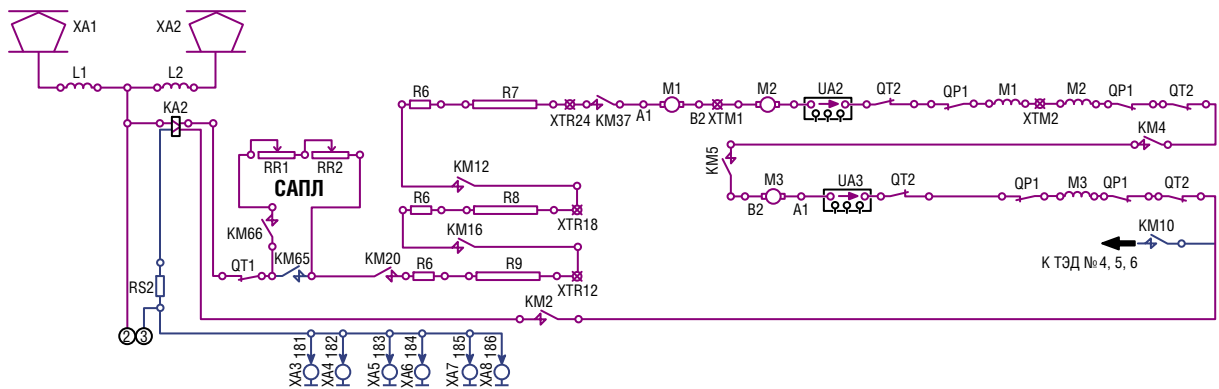 XA1
XA2
L1
L2
KA2
RR1
RR2
САПЛ
KM66
QT1
KM65
KM20
R6
R9
XTR12
KM16
R6
R8
XTR18
KM12
R6
R7
XTR24
KM37
A1
M1
B2
XTM1
M2
UA2
QT2
QP1
M1
XTM2
M2
QP1
QT2
KM4
KM5
M3
B2
A1
UA3
QT2
QP1
M3
QP1
QT2
KM10
К ТЭД № 4, 5, 6
RS2
KM2
2
3
XA3 181
XA4 182
XA5 183
XA6 184
XA7 185
XA8 186